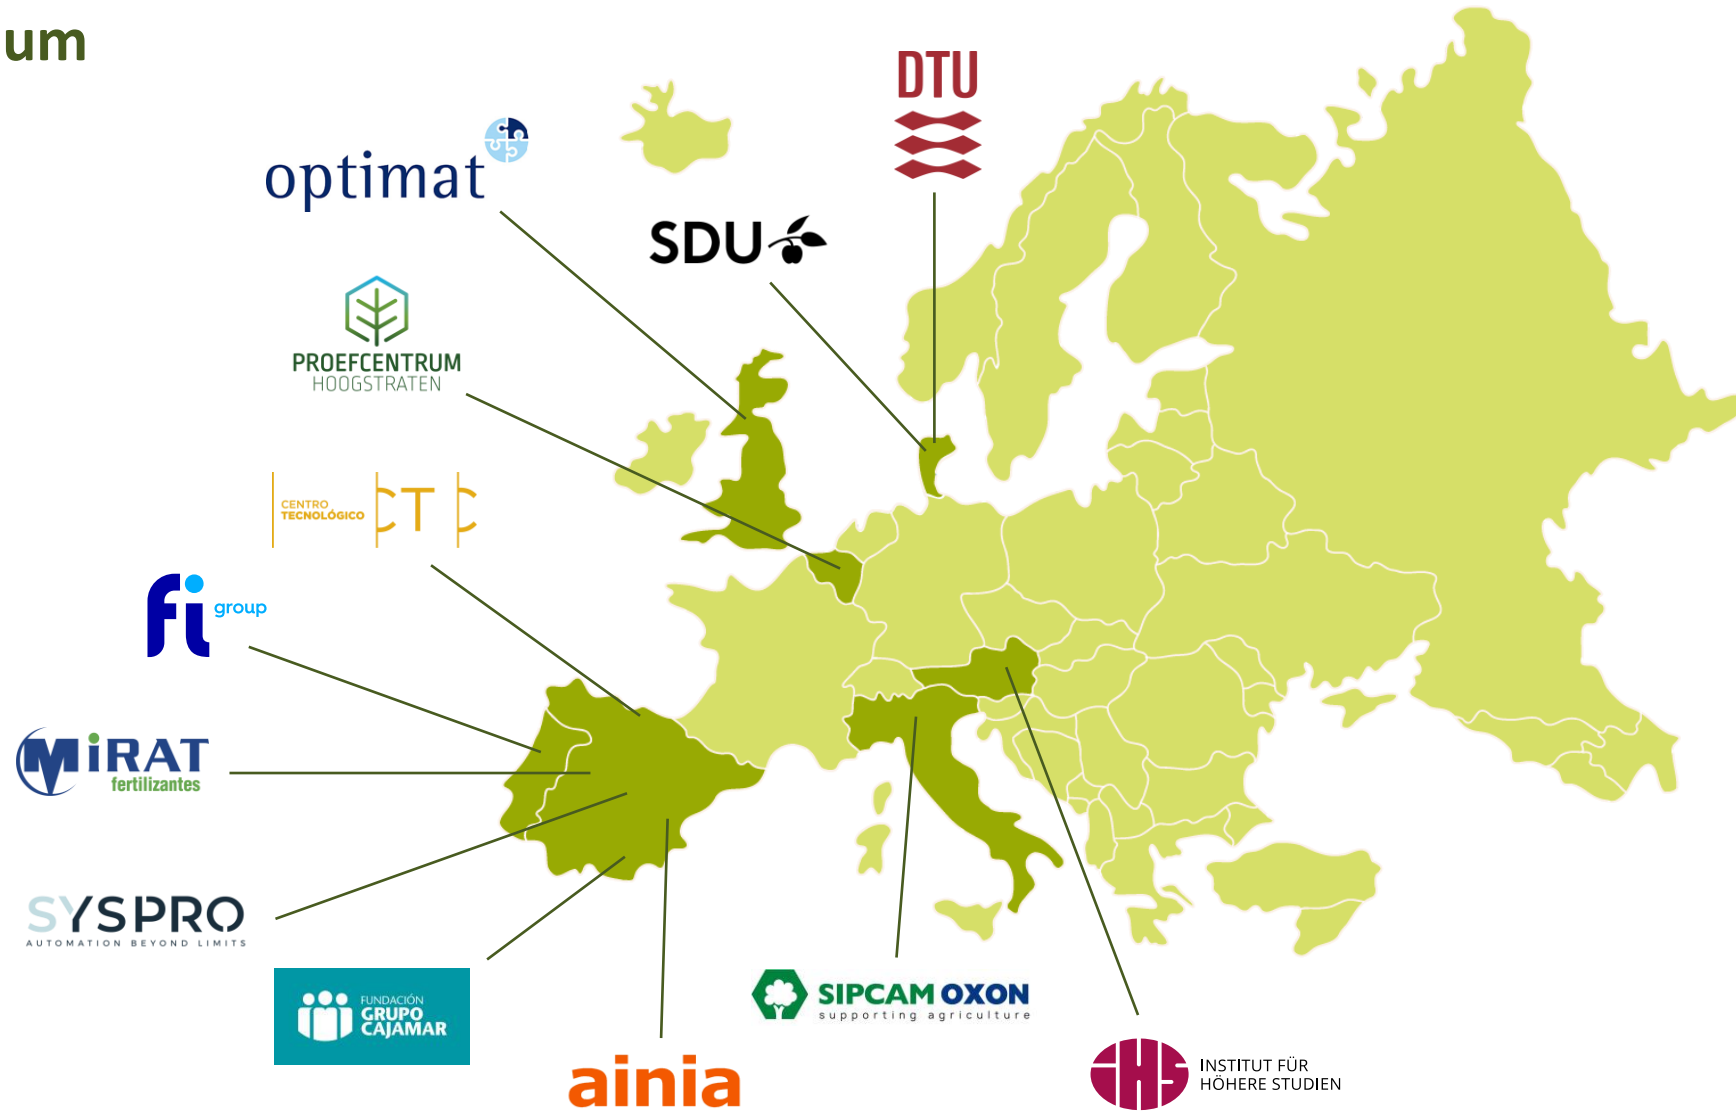 um
DTU
optimat
SDU
PROEFCENTRUM
HOOGSTRATEN
CENTRO
TECNOLÓGICO
CTC
fi group
MiRAT
fertilizantes
SYSPRO
AUTOMATION BEYOND LIMITS
FUNDACIÓN
GRUPO
CAJAMAR
SIPCAM OXON
supporting agriculture
ainia
IHS
INSTITUT FÜR
HÖHERE STUDIEN